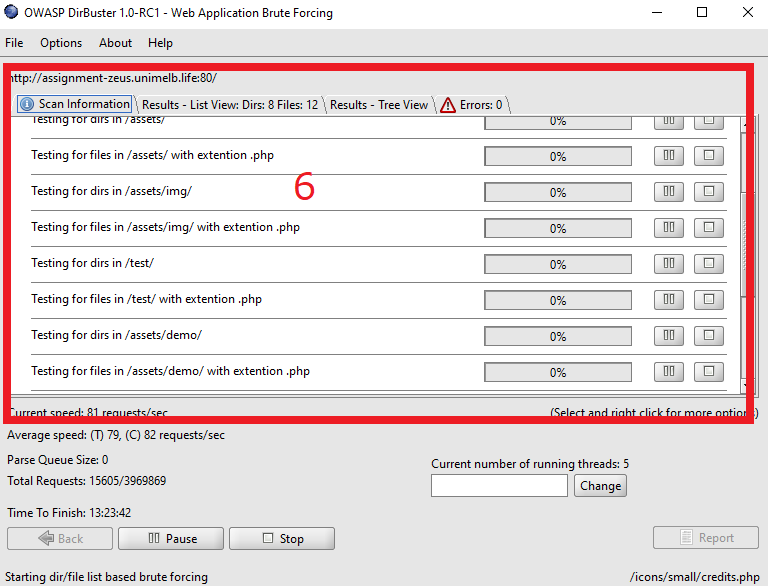 OWASP DirBuster 1.0-RC1 - Web Application Brute Forcing
File Options About Help
http://assignment-zeus.unimelb.life:80/
Scan Information Results - List View: Dirs: 8 Files: 12 Results - Tree View Errors: 0
Testing for dirs in /assets/ 0%
Testing for files in /assets/ with extention .php 0%
6
Testing for dirs in /assets/img/ 0%
Testing for files in /assets/img/ with extention .php 0%
Testing for dirs in /test/ 0%
Testing for files in /test/ with extention .php 0%
Testing for dirs in /assets/demo/ 0%
Testing for files in /assets/demo/ with extention .php 0%
Current speed: 81 requests/sec (Select and right click for more options)
Average speed: (T) 79, (C) 82 requests/sec
Parse Queue Size: 0 Current number of running threads: 5
Total Requests: 15605/3969869 Change
Time To Finish: 13:23:42
Back Pause Stop Report
Starting dir/file list based brute forcing /icons/small/credits.php